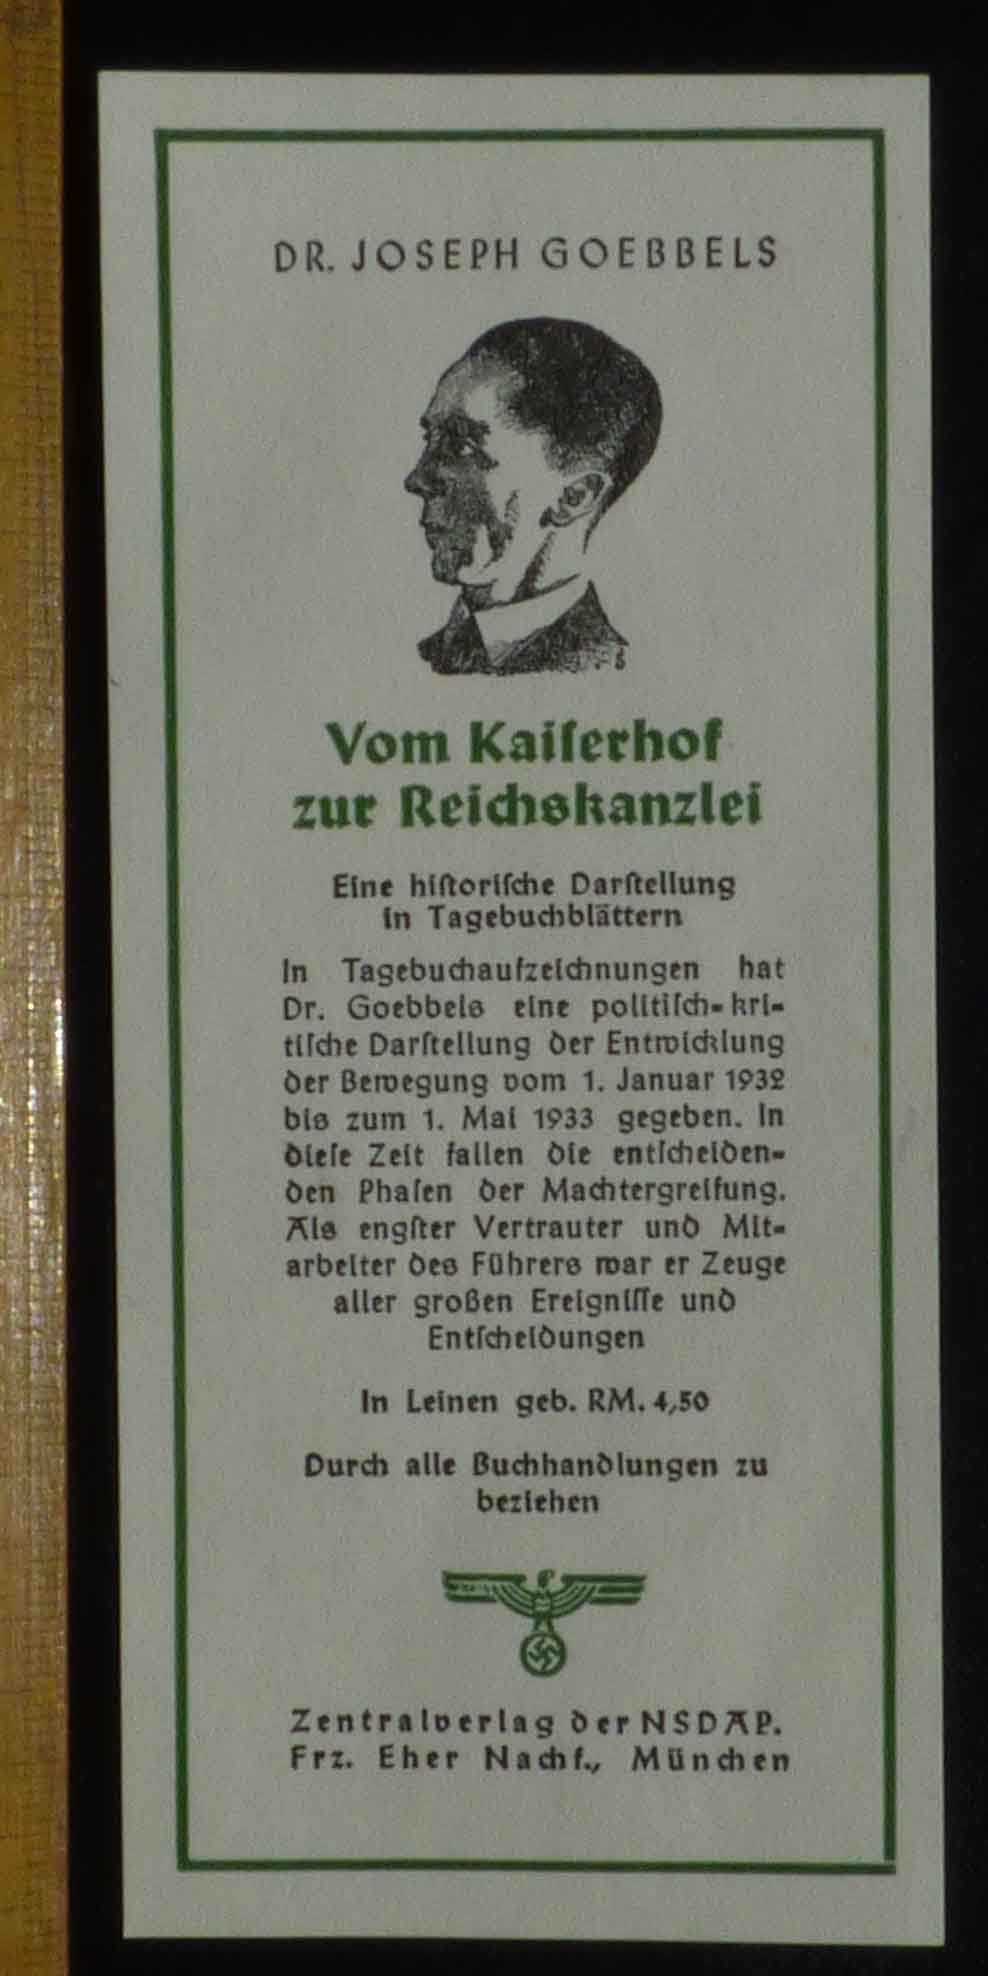 DR. JOSEPH GOEBBELS
Vom Kaiſerhof
zur Reichskanzlei
Eine hiſtoriſche Darſtellung
in Tagebuchblättern
In Tagebuchaufzeichnungen hat
Dr. Goebbels eine politiſch-kri-
tiſche Darſtellung der Entwicklung
der Bewegung vom 1. Januar 1932
bis zum 1. Mai 1933 gegeben. In
dieſe Zeit fallen die entſcheiden-
den Phaſen der Machtergreifung.
Als engſter Vertrauter und Mit-
arbeiter des Führers war er Zeuge
aller großen Ereigniſſe und
Entſcheidungen
In Leinen geb. RM. 4,50
Durch alle Buchhandlungen zu
beziehen
Zentralverlag der NSDAP.
Frz. Eher Nachf., München